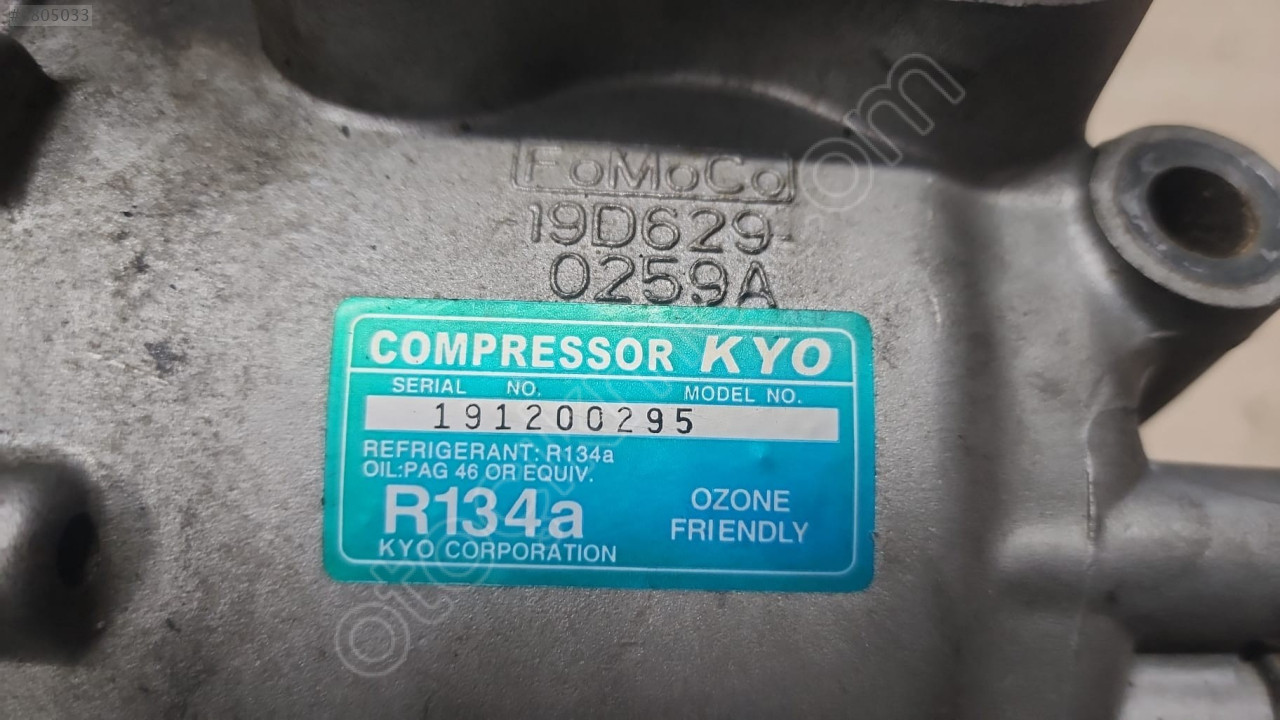 FoMoCo
19D629-
0259A
COMPRESSOR KYO
SERIAL NO. MODEL NO.
191200295
REFRIGERANT: R134a
OIL:PAG 46 OR EQUIV.
R134a
OZONE
FRIENDLY
KYO CORPORATION